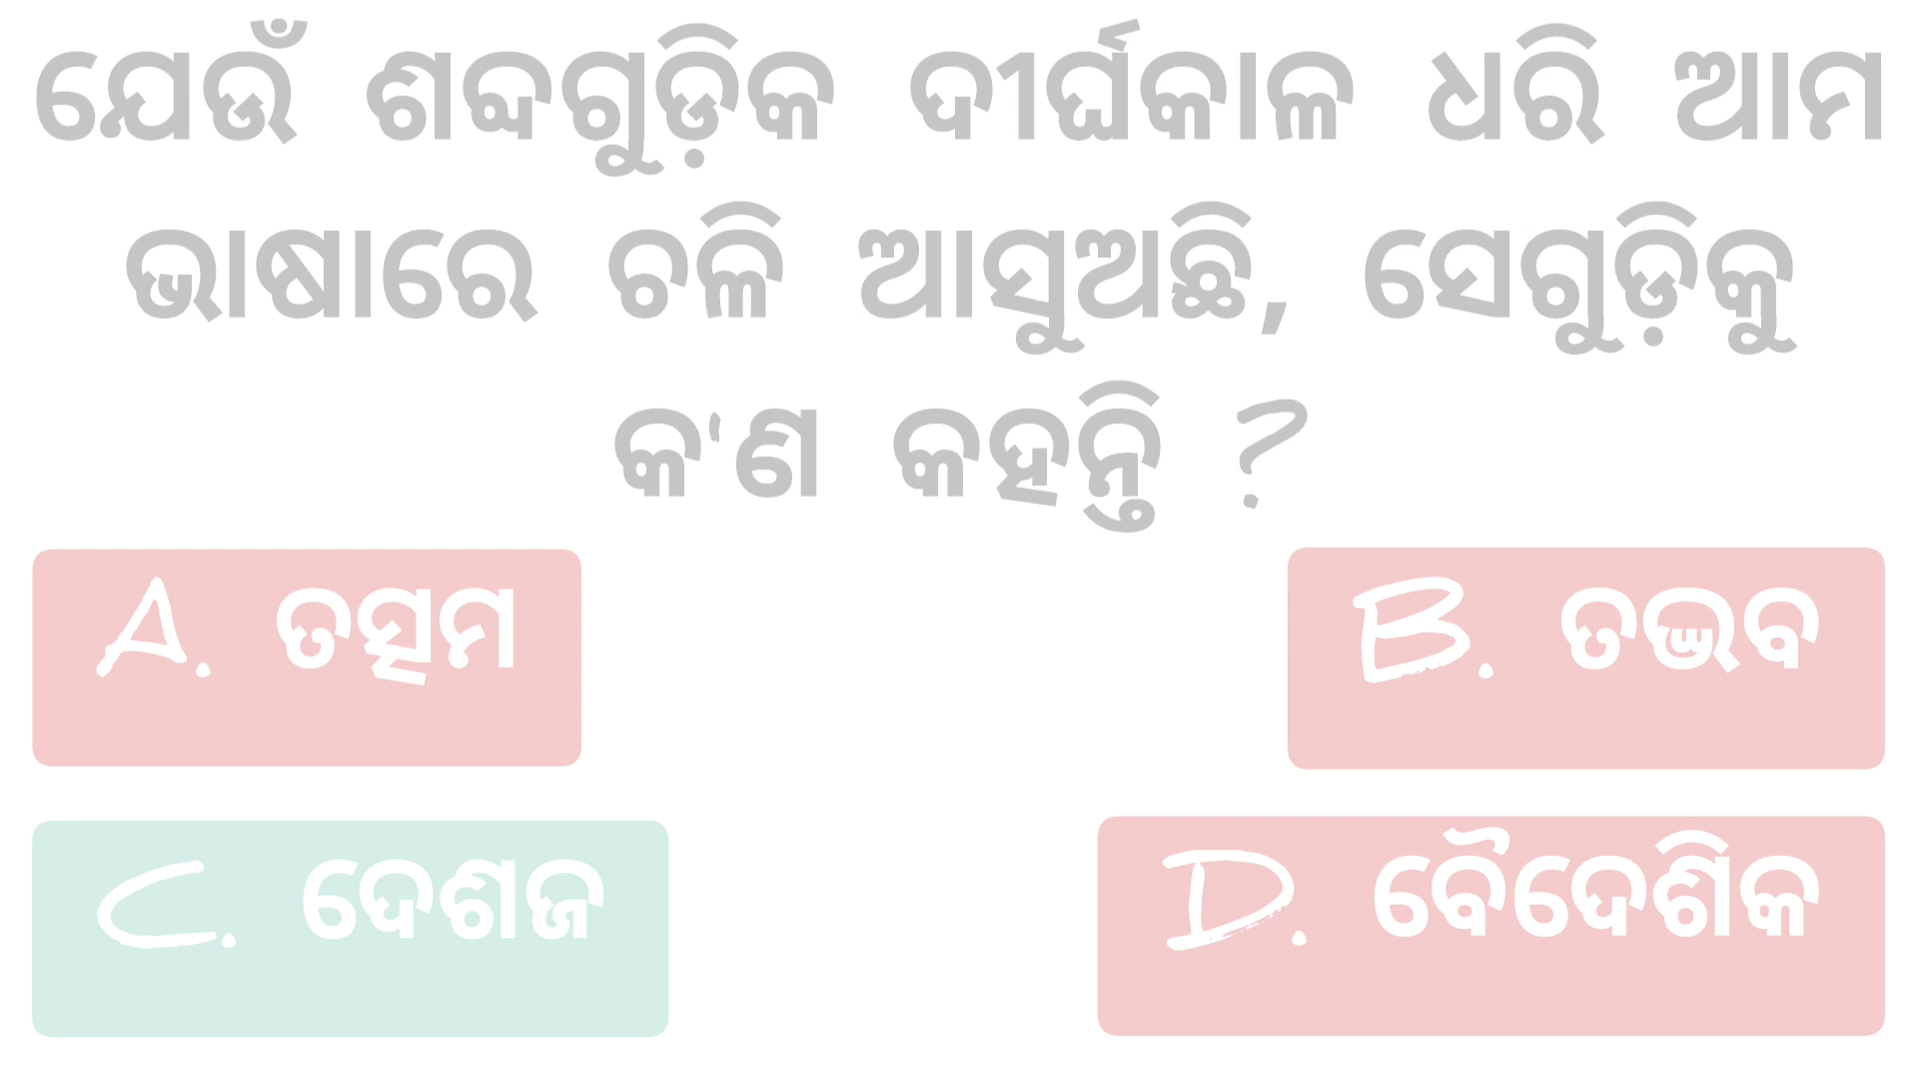 ଯେଉଁ ଶବ୍ଦଗୁଡ଼ିକ ଦୀର୍ଘକାଳ ଧରି ଆମ
ଭାଷାରେ ଚଳି ଆସୁଅଛି, ସେଗୁଡ଼ିକୁ
କ'ଣ କହନ୍ତି ?
A. ତତ୍ସମ
B. ତଦ୍ଭବ
C. ଦେଶଜ
D. ବୈଦେଶିକ